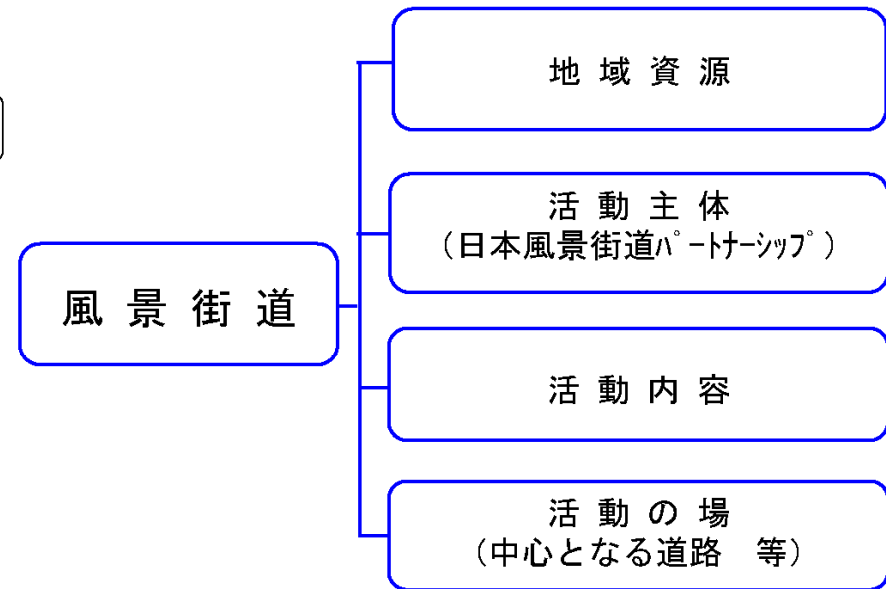 風景街道
地域資源
活動主体
（日本風景街道ﾊﾟｰﾄﾅｰｼｯﾌﾟ）
活動内容
活動の場
（中心となる道路　等）